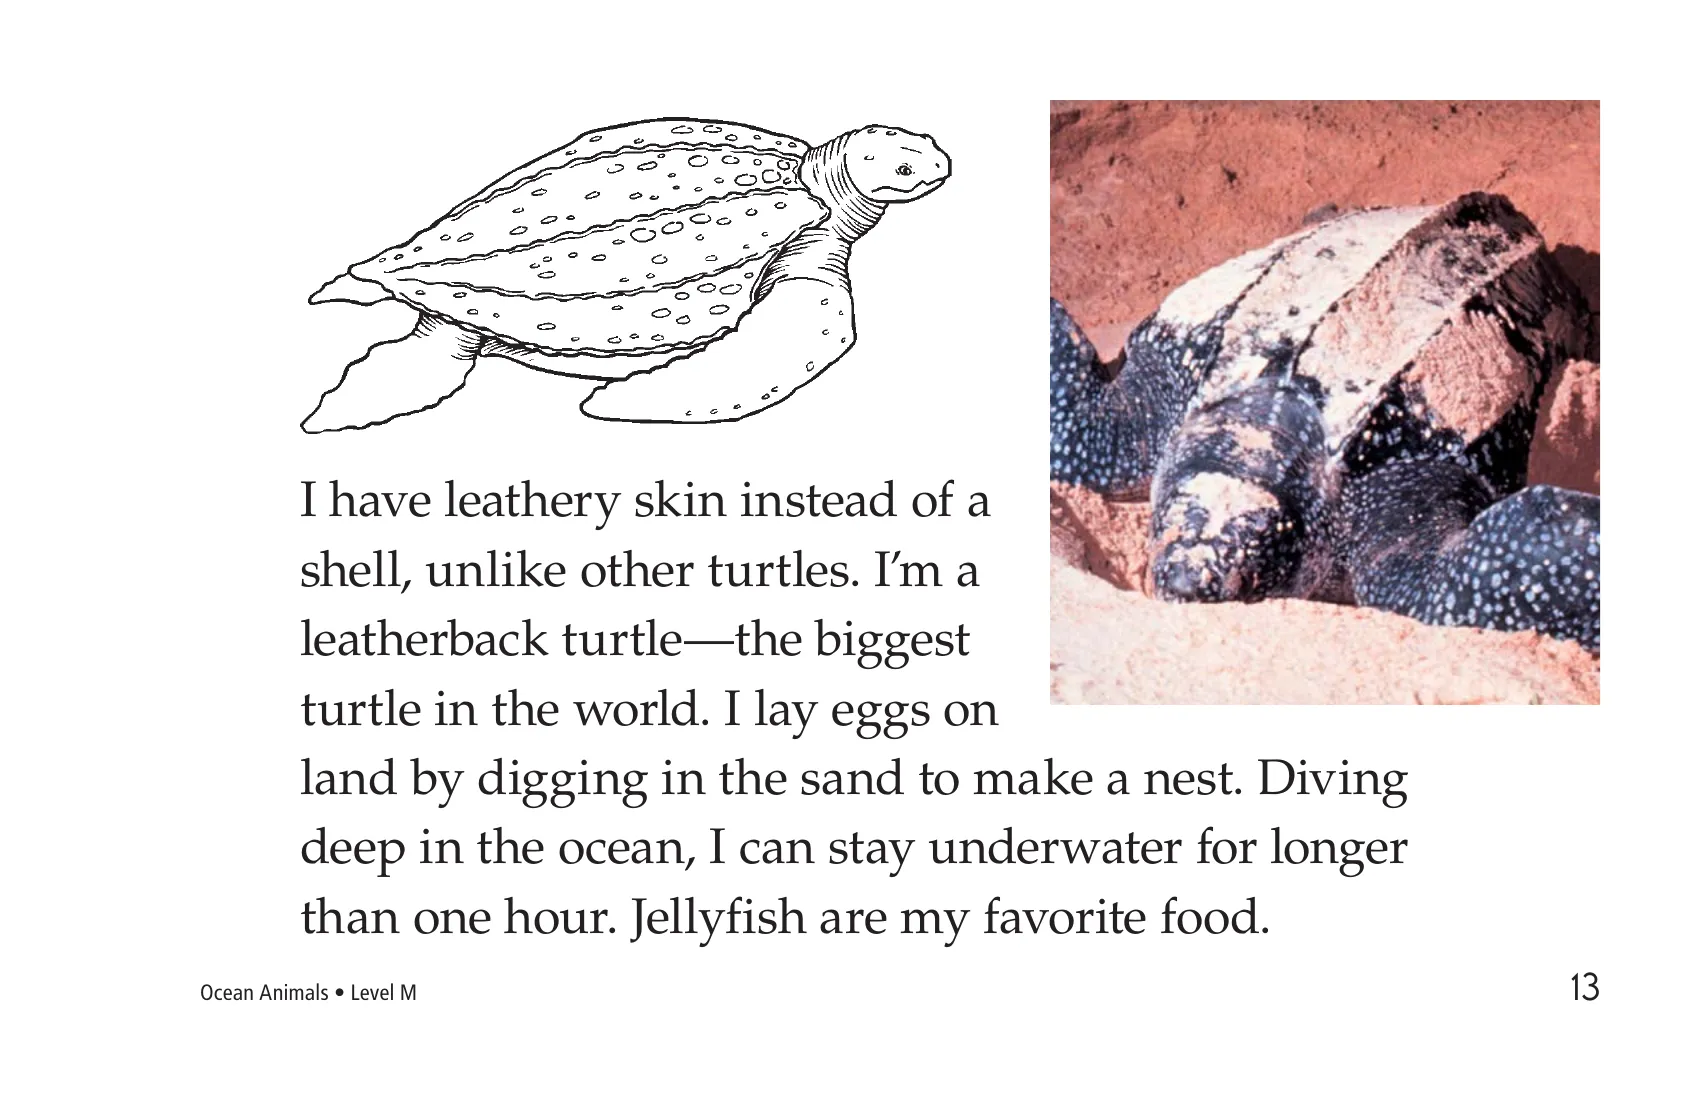 I have leathery skin instead of a
shell, unlike other turtles. I’m a
leatherback turtle—the biggest
turtle in the world. I lay eggs on
land by digging in the sand to make a nest. Diving
deep in the ocean, I can stay underwater for longer
than one hour. Jellyfish are my favorite food.
Ocean Animals • Level M
13